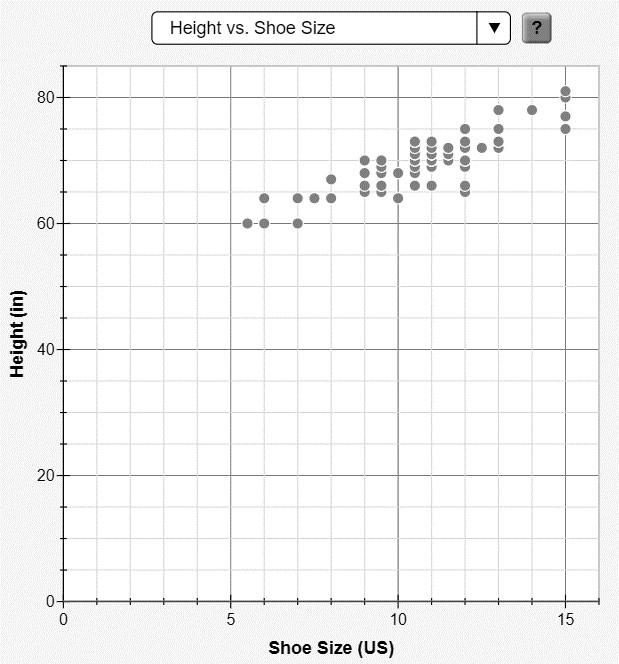 Height vs. Shoe Size ▼ ?
80
60
40
20
0
Height (in)
0 5 10 15
Shoe Size (US)